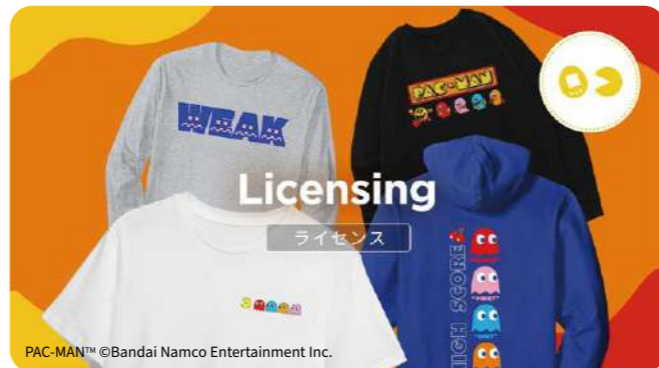 WEAK
PAC-MAN
Licensing
ライセンス
HIGH SCORE
PAC-MAN™ ©Bandai Namco Entertainment Inc.